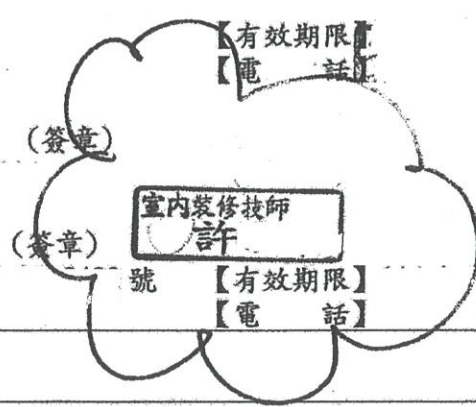 【有效期限】
【電　　話】
(簽章)
室內裝修技師
許
(簽章)
號　【有效期限】
【電　　話】